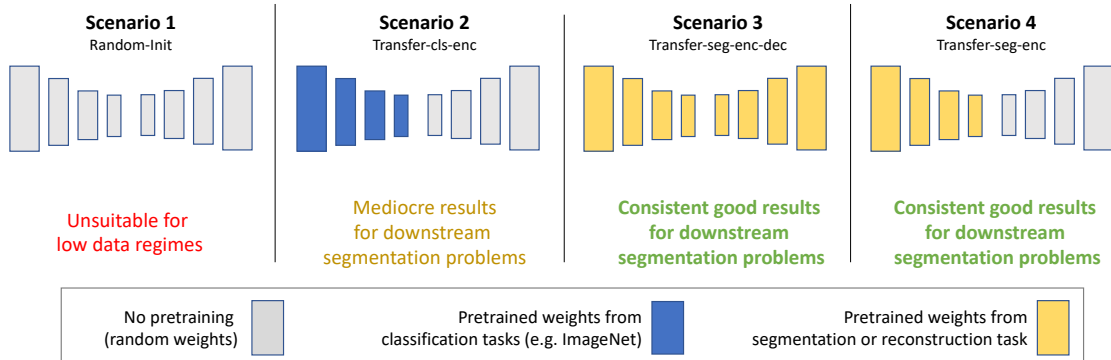 Scenario 1
Random-Init
Unsuitable for
low data regimes
Scenario 2
Transfer-cls-enc
Mediocre results
for downstream
segmentation problems
Scenario 3
Transfer-seg-enc-dec
Consistent good results
for downstream
segmentation problems
Scenario 4
Transfer-seg-enc
Consistent good results
for downstream
segmentation problems
No pretraining
(random weights)
Pretrained weights from
classification tasks (e.g. ImageNet)
Pretrained weights from
segmentation or reconstruction task